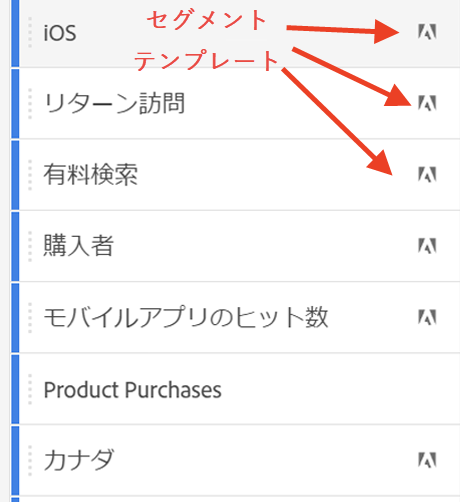 iOS
セグメント
テンプレート
リターン訪問
有料検索
購入者
モバイルアプリのヒット数
Product Purchases
カナダ